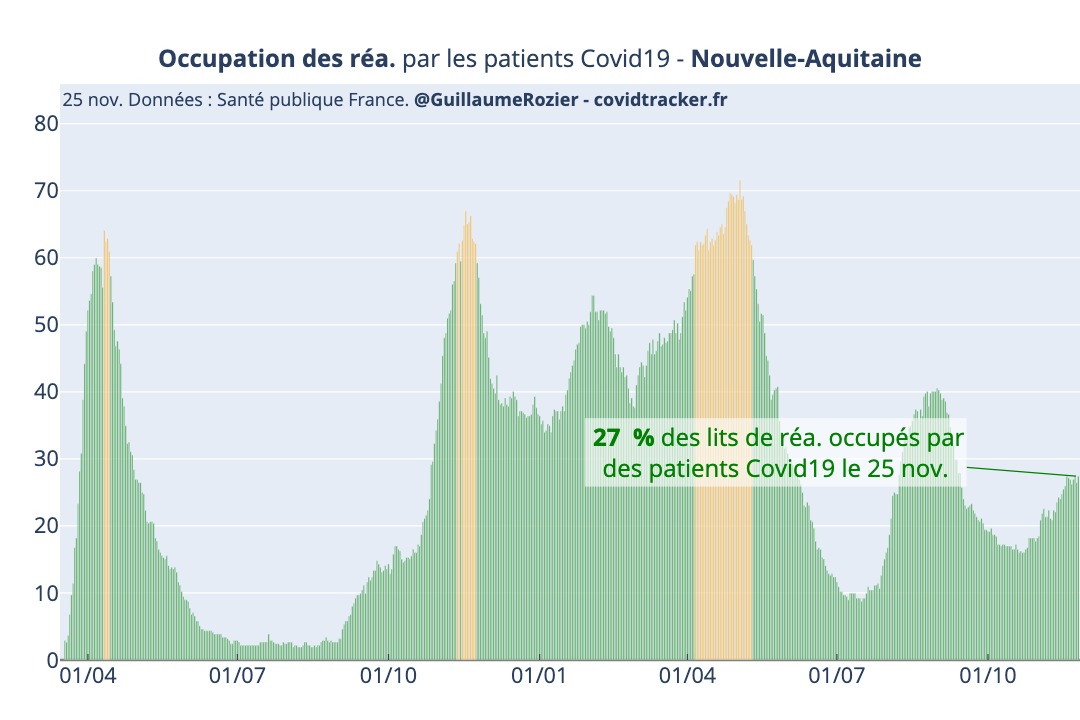 Occupation des réa. par les patients Covid19 - Nouvelle-Aquitaine
25 nov. Données : Santé publique France. @GuillaumeRozier - covidtracker.fr
80
70
60
50
40
30
20
10
0
27 % des lits de réa. occupés par
des patients Covid19 le 25 nov.
01/04 01/07 01/10 01/01 01/04 01/07 01/10